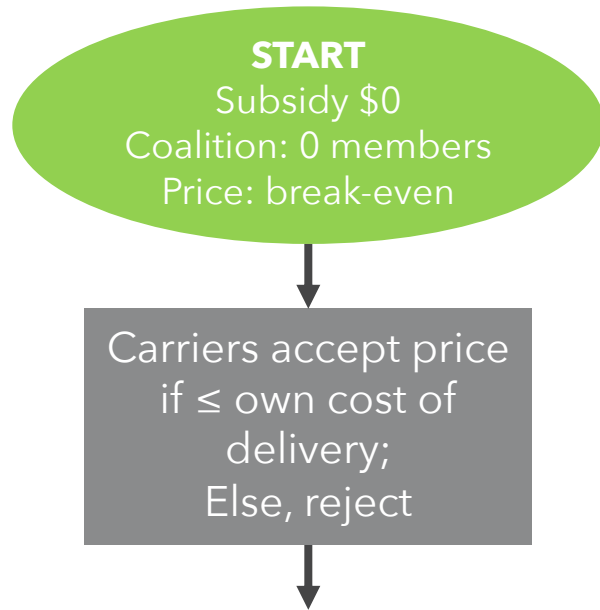 START
Subsidy $0
Coalition: 0 members
Price: break-even
Carriers accept price
if ≤ own cost of
delivery;
Else, reject